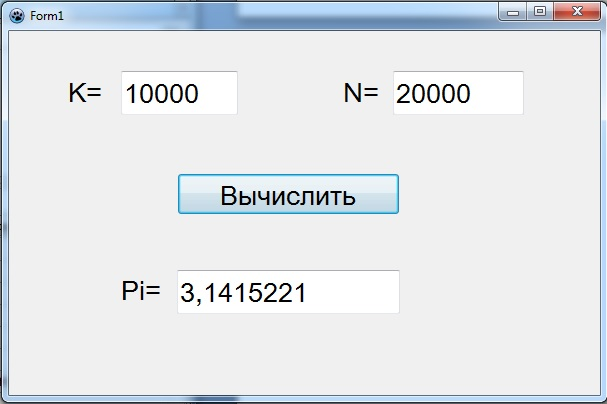 Form1
K= 10000 N= 20000
Вычислить
Pi= 3,1415221